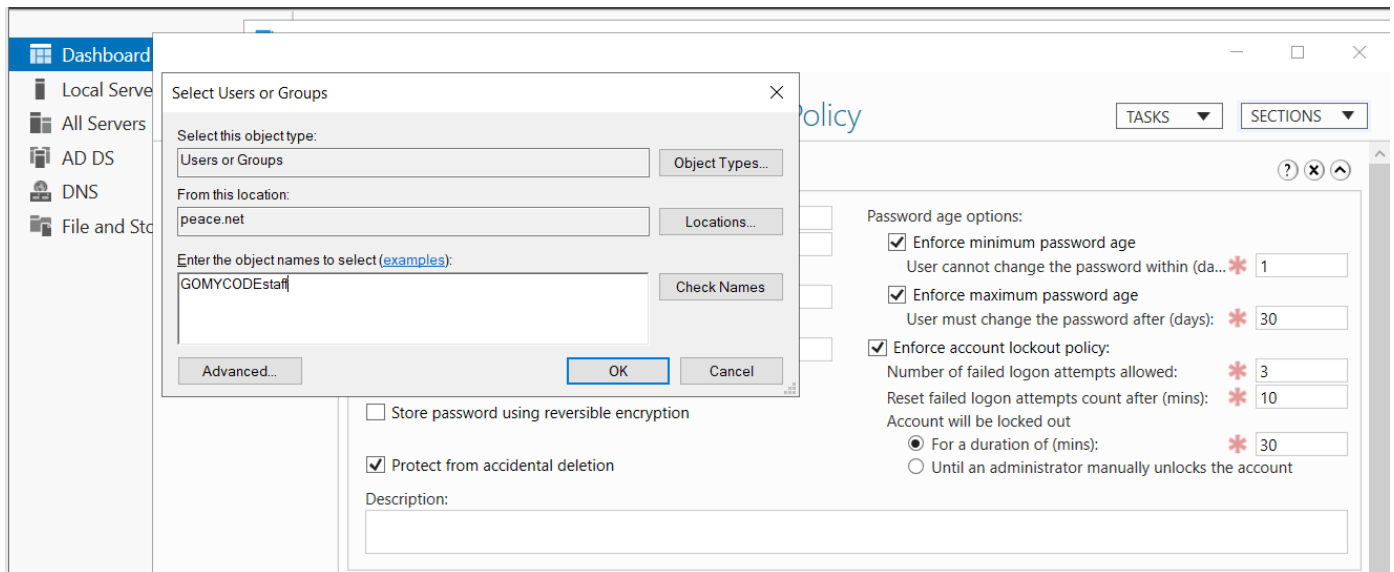 Dashboard
Local Serve
All Servers
AD DS
DNS
File and Sto
Select Users or Groups
Select this object type:
Users or Groups
Object Types...
From this location:
peace.net
Locations...
Enter the object names to select (examples):
GOMYCODEstaff
Check Names
Advanced...
OK
Cancel
Policy
TASKS
SECTIONS
Password age options:
Enforce minimum password age
User cannot change the password within (da... * 1
Enforce maximum password age
User must change the password after (days): * 30
Enforce account lockout policy:
Number of failed logon attempts allowed: * 3
Reset failed logon attempts count after (mins): * 10
Account will be locked out
For a duration of (mins): * 30
Until an administrator manually unlocks the account
Store password using reversible encryption
Protect from accidental deletion
Description: